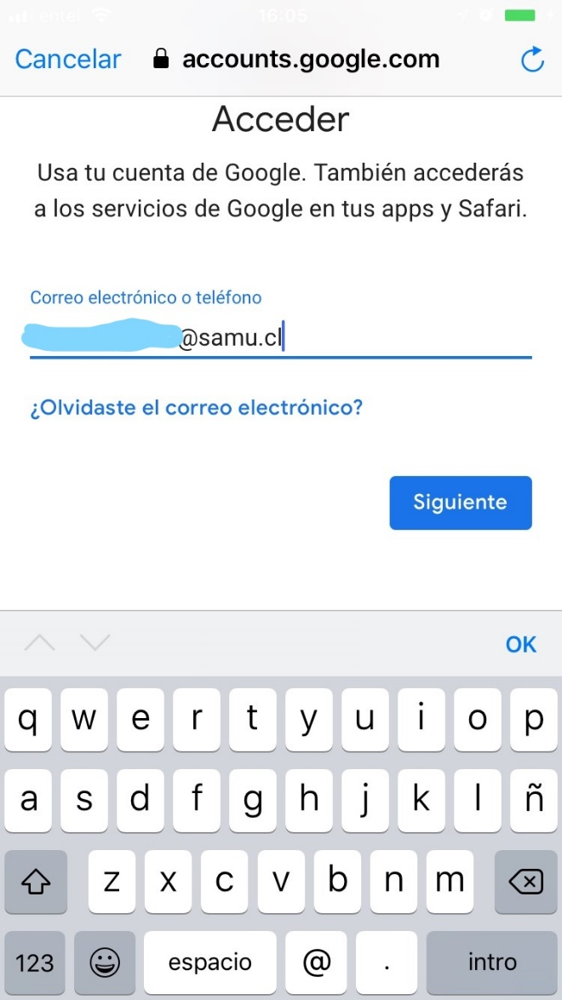 entel 16:05
Cancelar accounts.google.com
Acceder
Usa tu cuenta de Google. También accederás
a los servicios de Google en tus apps y Safari.
Correo electrónico o teléfono
@samu.cl
¿Olvidaste el correo electrónico?
Siguiente
OK
q w e r t y u i o p
a s d f g h j k l ñ
z x c v b n m
123 espacio @ . intro